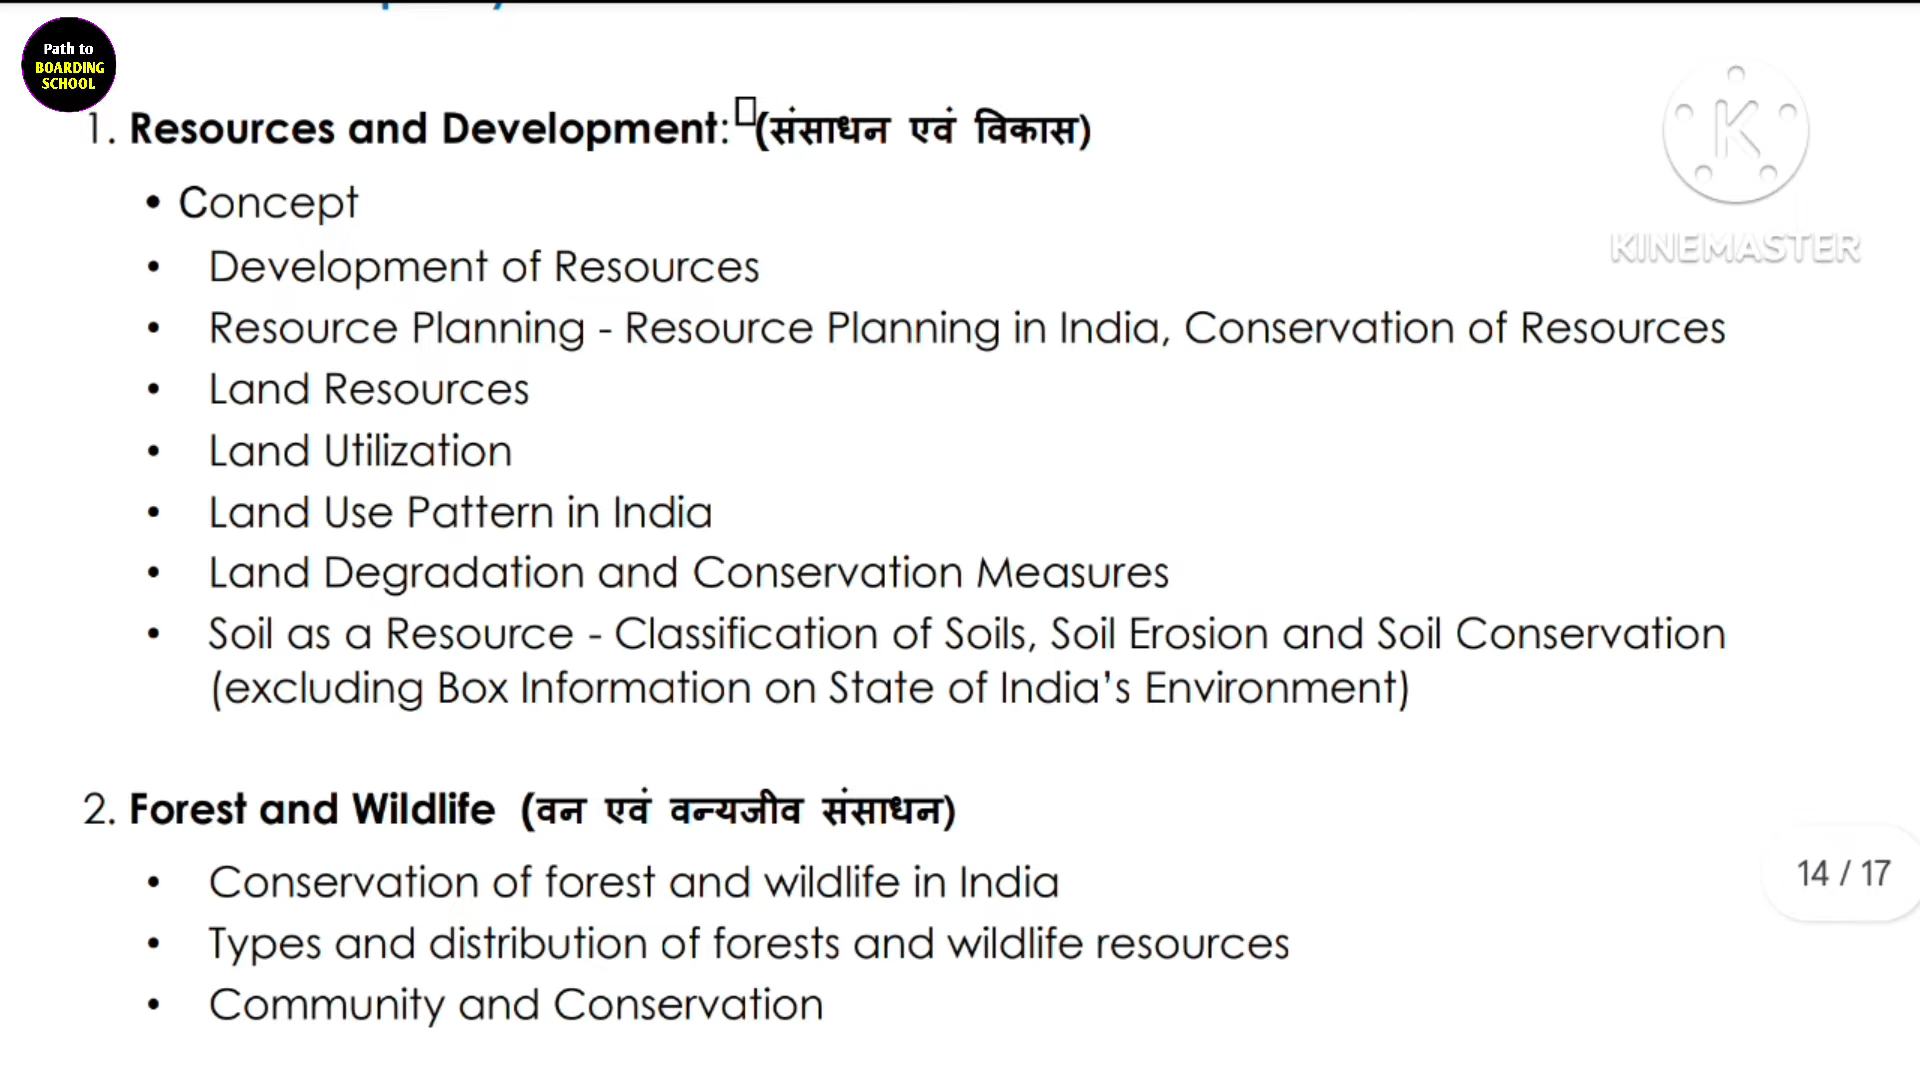 Path to
BOARDING
SCHOOL
1. Resources and Development: (संसाधन एवं विकास)
• Concept
• Development of Resources
• Resource Planning - Resource Planning in India, Conservation of Resources
• Land Resources
• Land Utilization
• Land Use Pattern in India
• Land Degradation and Conservation Measures
• Soil as a Resource - Classification of Soils, Soil Erosion and Soil Conservation
(excluding Box Information on State of India’s Environment)
2. Forest and Wildlife (वन एवं वन्यजीव संसाधन)
• Conservation of forest and wildlife in India
• Types and distribution of forests and wildlife resources
• Community and Conservation
K
KINEMASTER
14 / 17